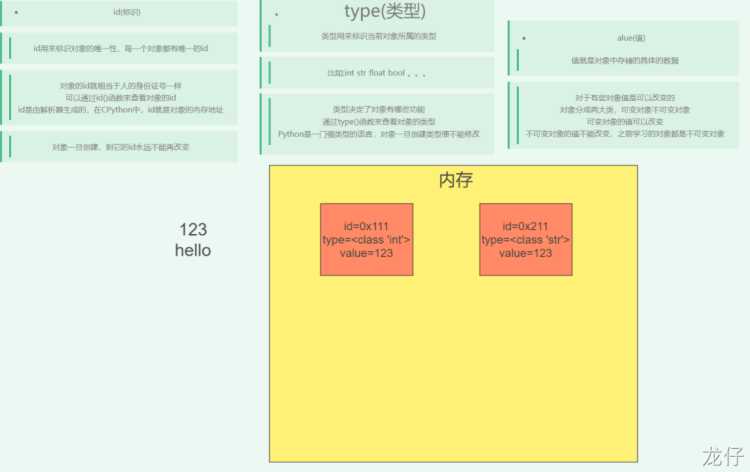 id(标识)
id用来标识对象的唯一性，每一个对象都有唯一的id
对象的id就相当于人的身份证号一样
可以通过id()函数来查看对象的id
id是由解析器生成的，在CPython中，id就是对象的内存地址
对象一旦创建，则它的id永远不能再改变
type(类型)
类型用来标识当前对象所属的类型
比如:int str float bool 。。。
类型决定了对象有哪些功能
通过type()函数来查看对象的类型
Python是一门强类型的语言，对象一旦创建类型便不能修改
alue(值)
值就是对象中存储的具体的数据
对于有些对象值是可以改变的
对象分成两大类，可变对象不可变对象
可变对象的值可以改变
不可变对象的值不能改变，之前学习的对象都是不可变对象
123
hello
内存
id=0x111
type=<class 'int'>
value=123
id=0x211
type=<class 'str'>
value=123
龙仔